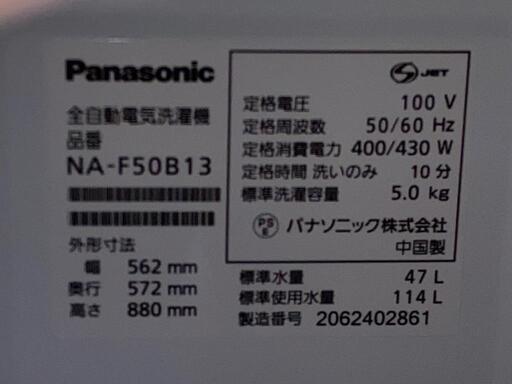 Panasonic
全自動電気洗濯機
品番
NA-F50B13
外形寸法
幅 562 mm
奥行 572 mm
高さ 880 mm
S JET
定格電圧 100 V
定格周波数 50/60 Hz
定格消費電力 400/430 W
定格時間 洗いのみ 10 分
標準洗濯容量 5.0 kg
PS E パナソニック株式会社
中国製
標準水量 47 L
標準使用水量 114 L
製造番号 2062402861